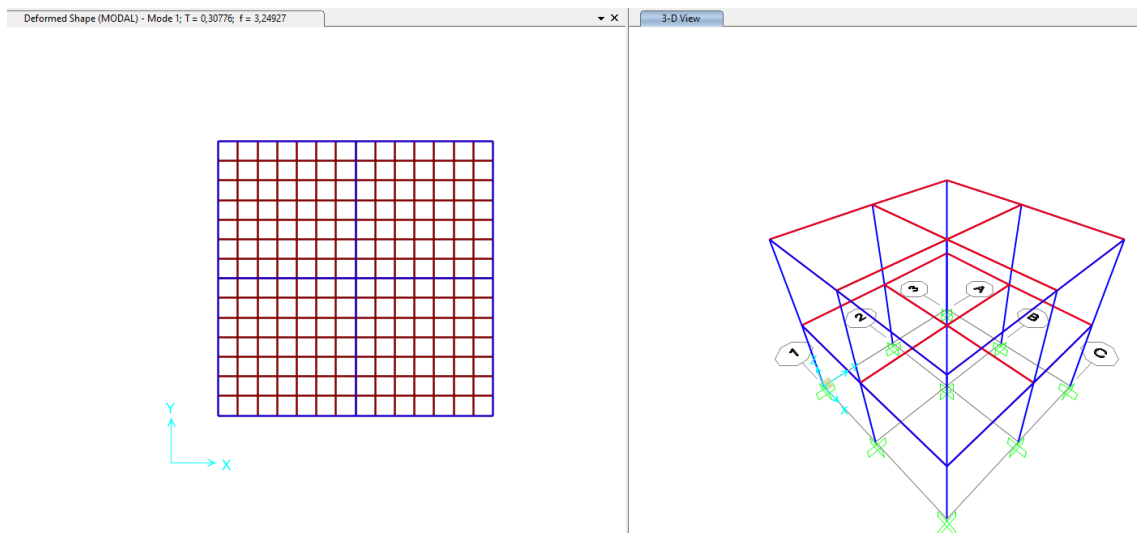 Deformed Shape (MODAL) - Mode 1; T = 0,30776; f = 3,24927
3-D View
Y
X
3
A
2
B
1
C
X